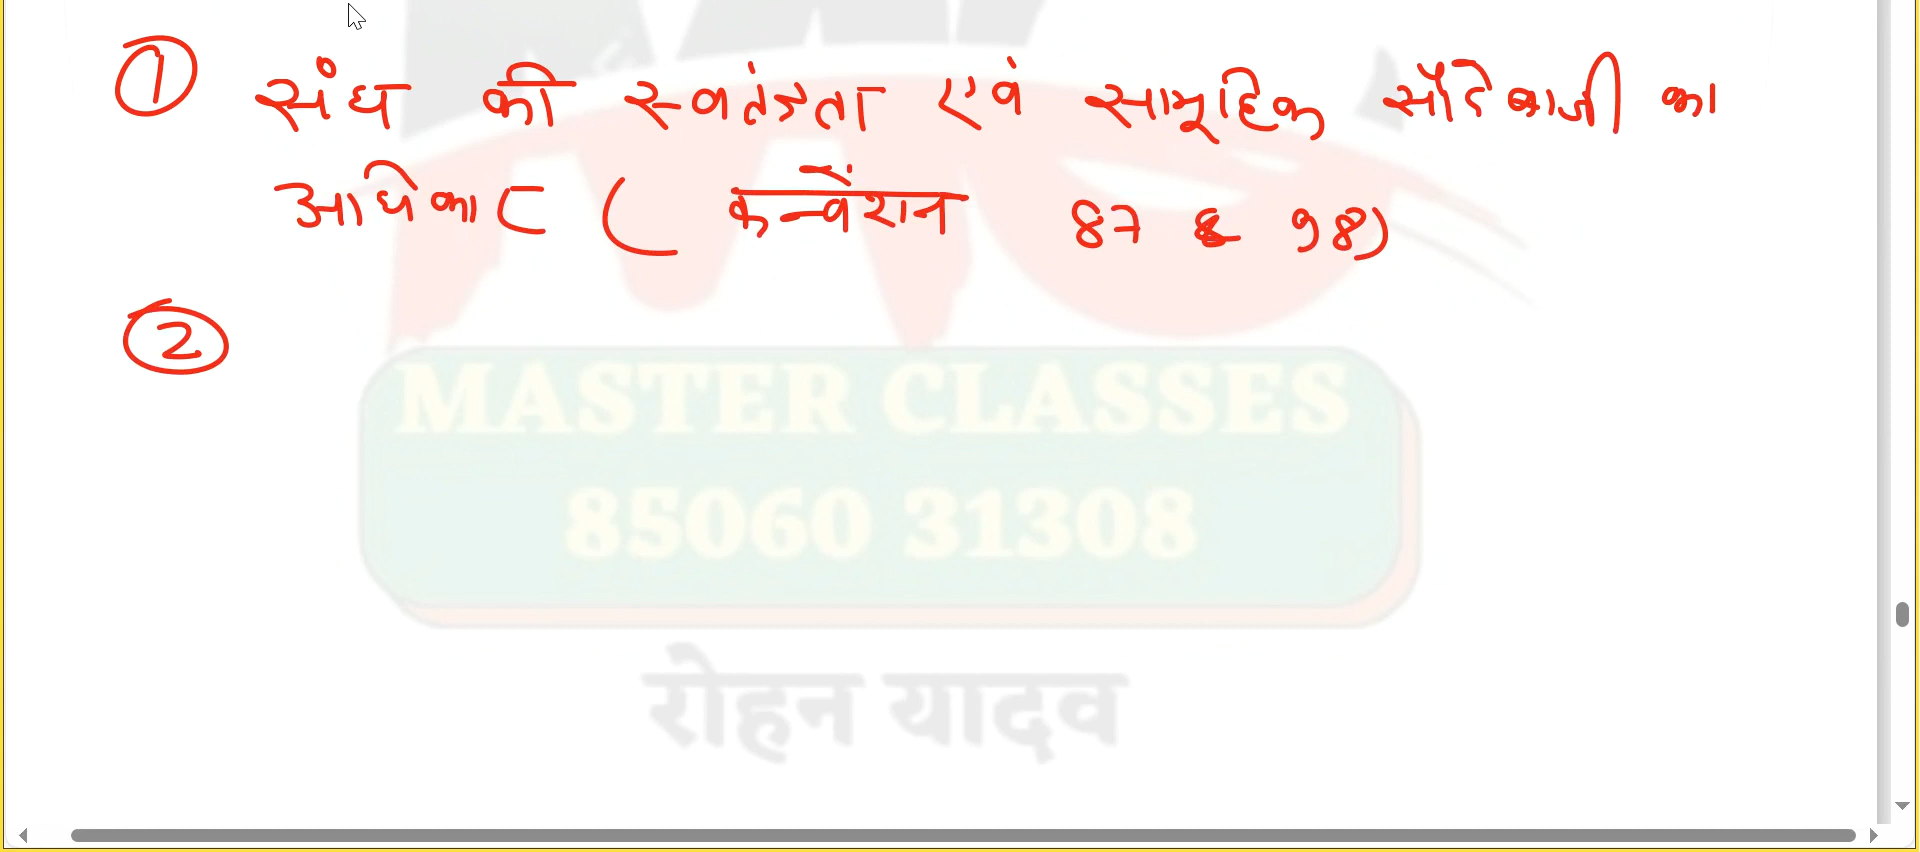 ① संघ की स्वतंत्रता एवं सामूहिक सौदेबाजी का
अधिकार ( कन्वेंशन 87 & 98)
②
MASTER CLASSES
85060 31308
रोहन यादव